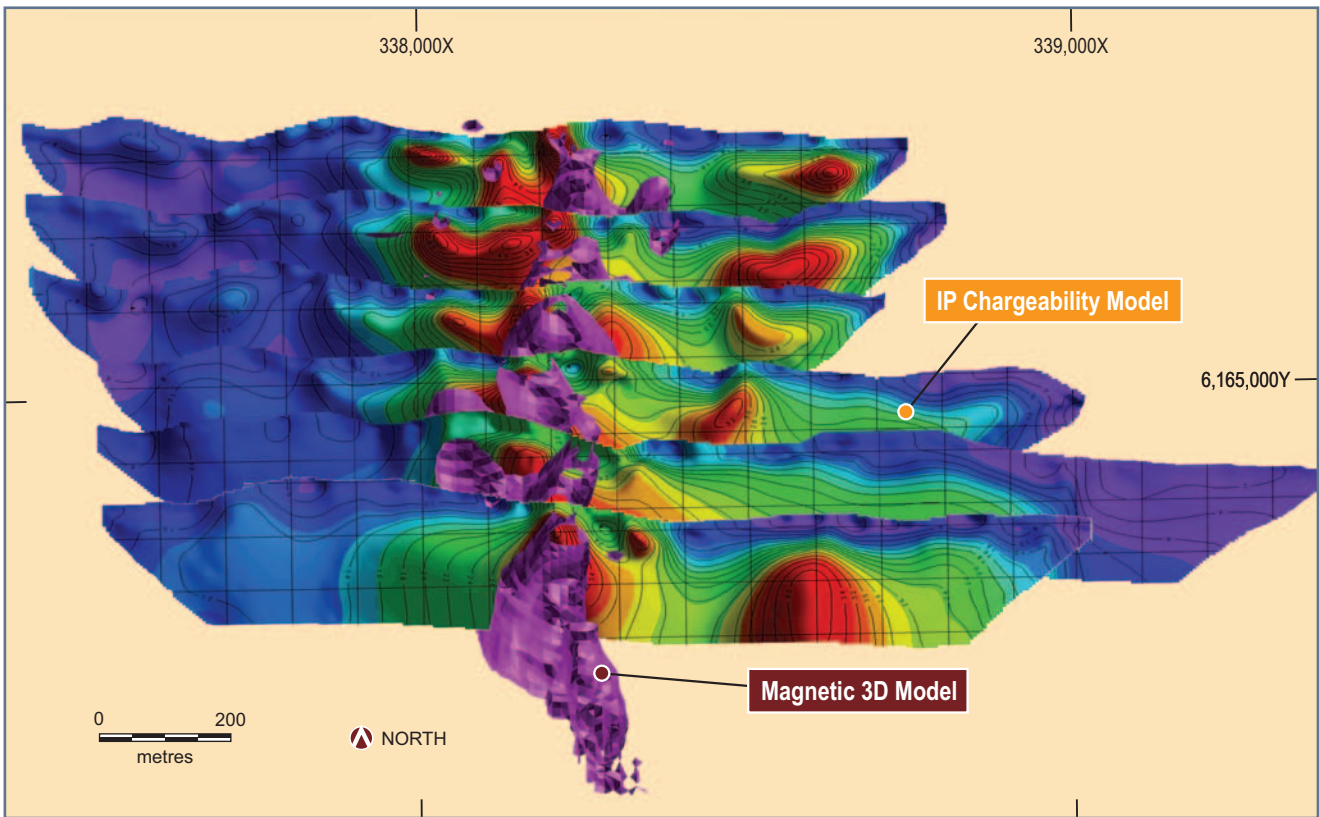 338,000X
339,000X
IP Chargeability Model
6,165,000Y
Magnetic 3D Model
0 200
metres
NORTH